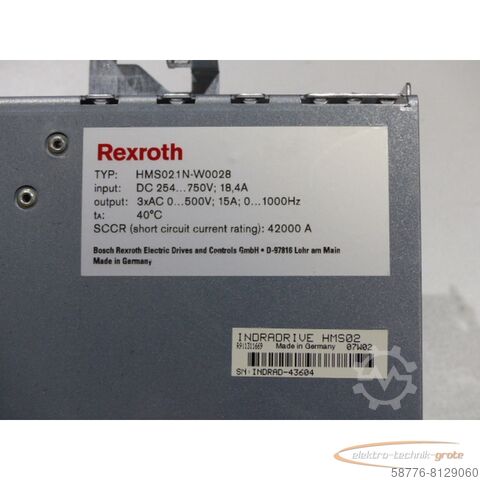 Rexroth
TYP: HMS021N-W0028
input: DC 254...750V; 18,4A
output: 3xAC 0...500V; 15A; 0...1000Hz
tA: 40°C
SCCR (short circuit current rating): 42000 A
Bosch Rexroth Electric Drives and Controls GmbH • D-97816 Lohr am Main
Made in Germany
INDRADRIVE HMS02
Made in Germany 07W02
SN:INDRAD-43604
elektro-technik-grote
58776-8129060